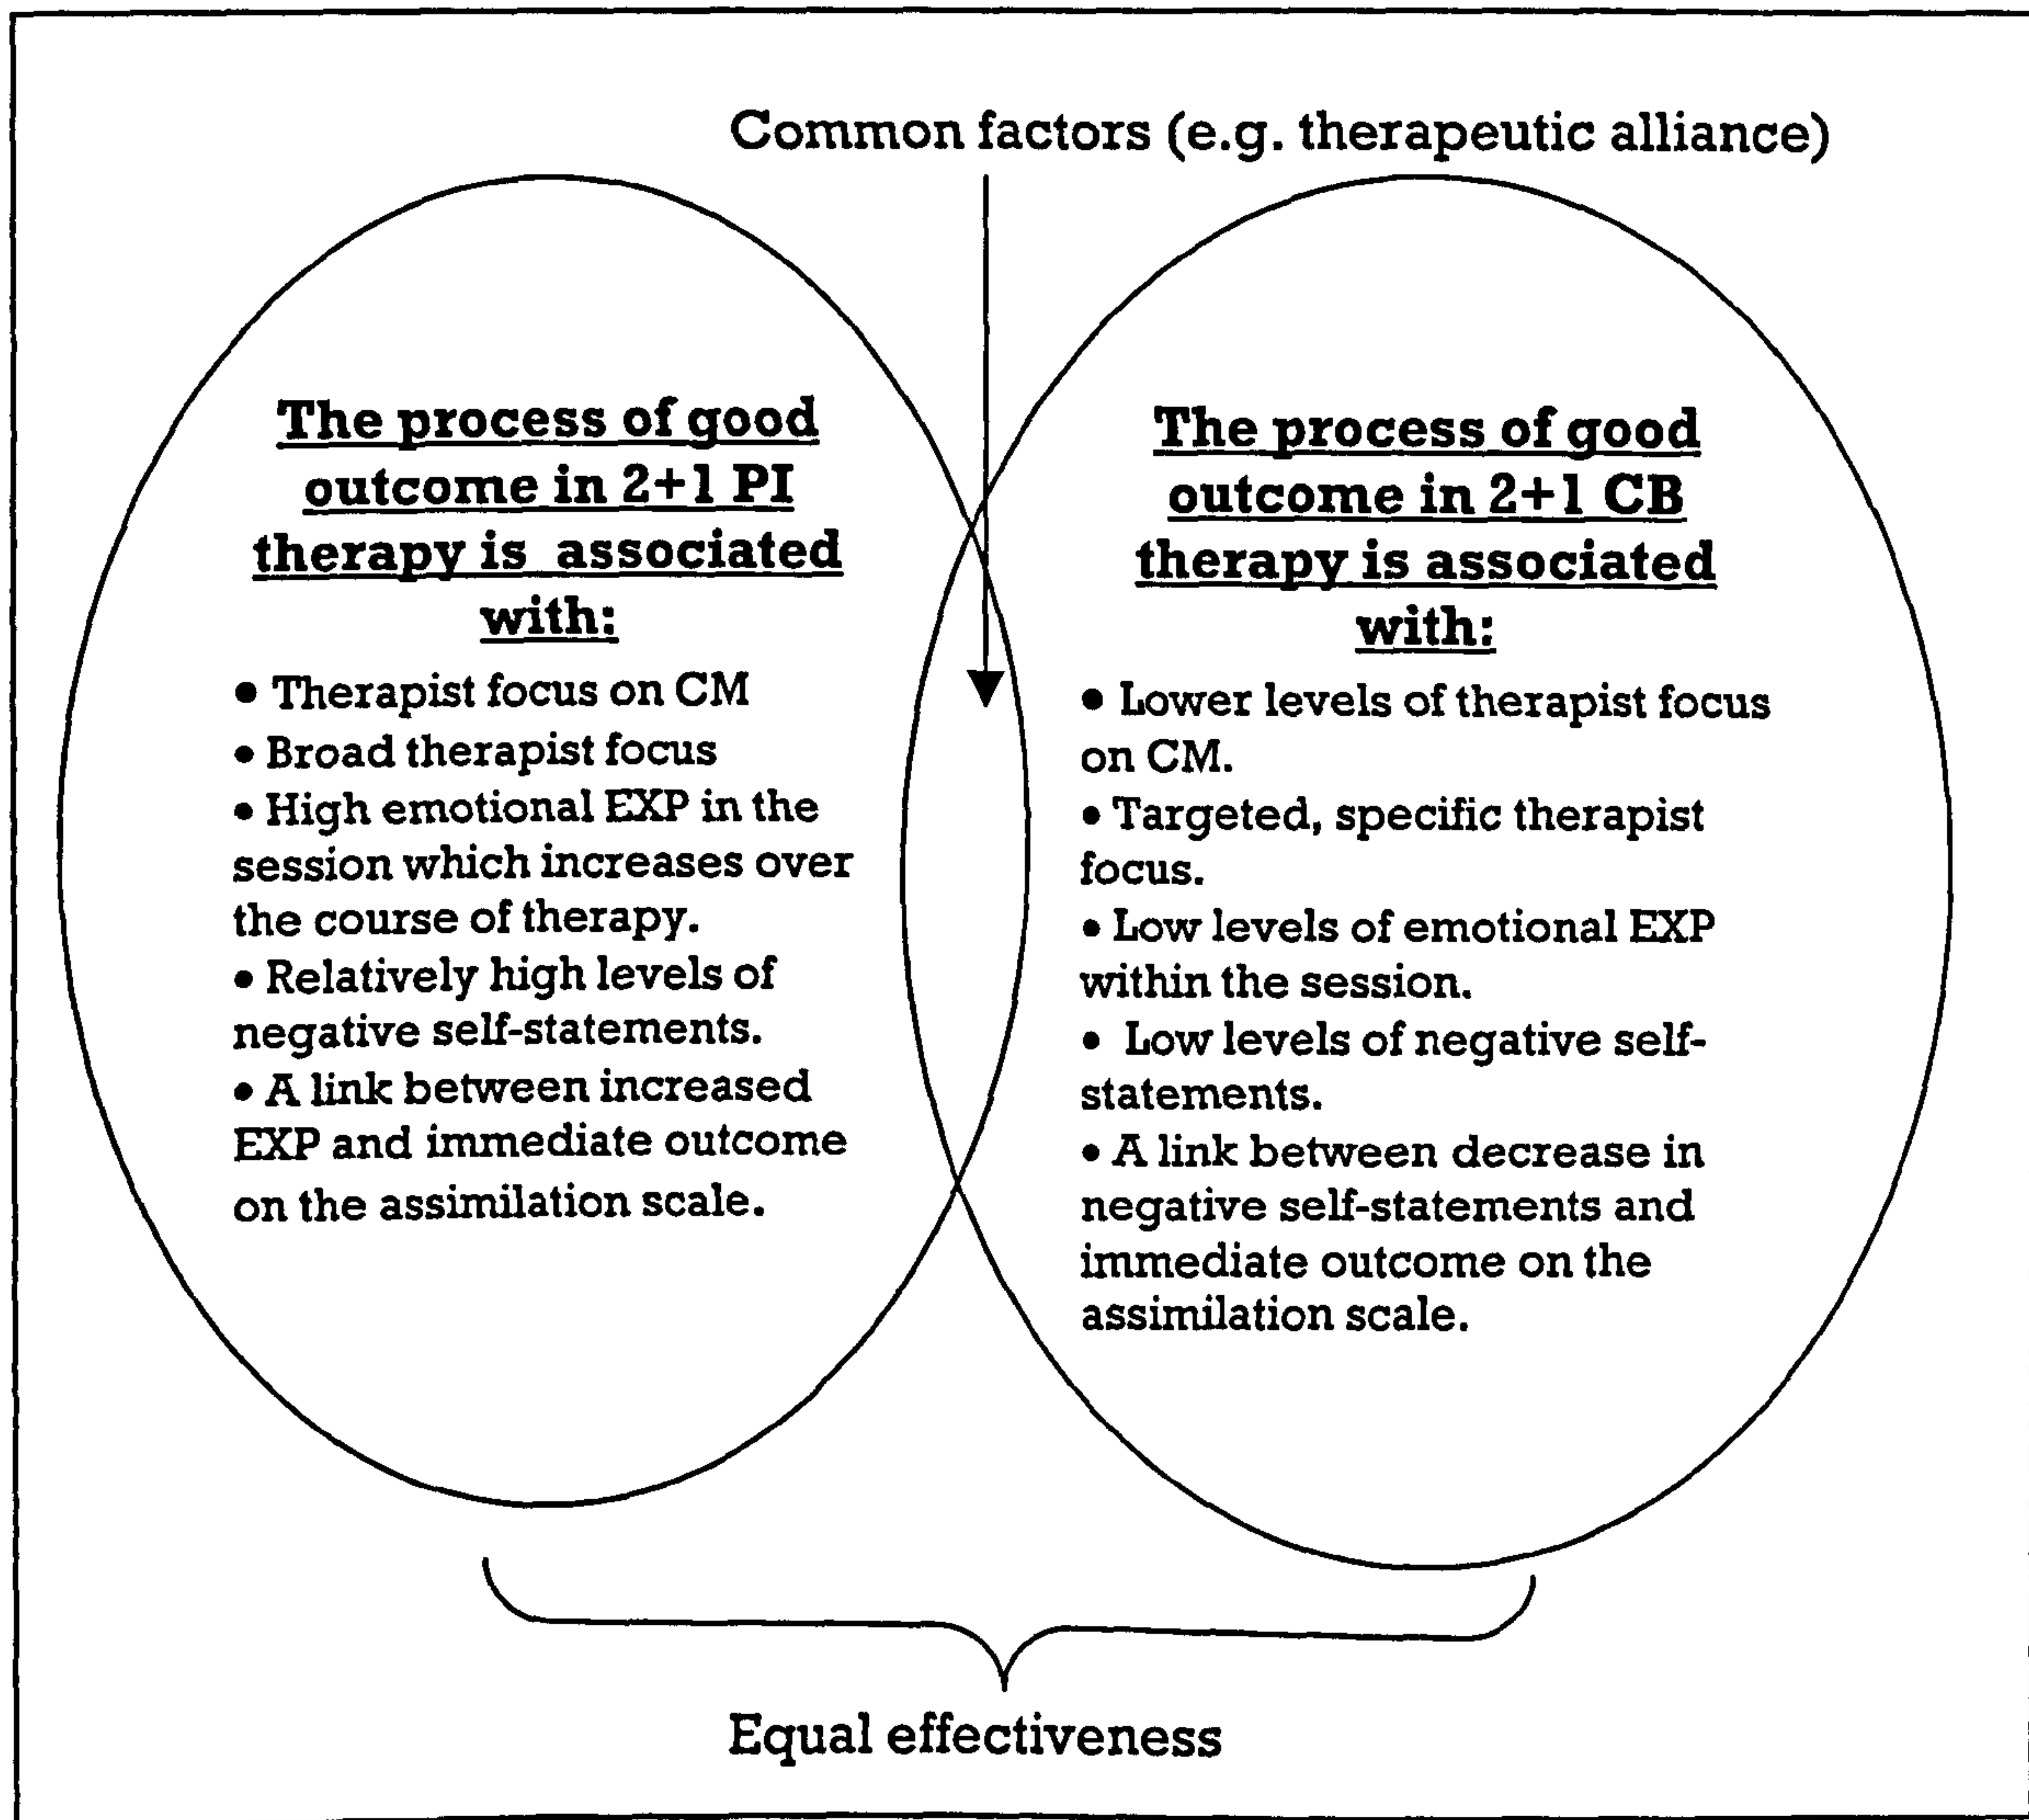 Common factors (e.g. therapeutic alliance)
The process of good
outcome in 2+1 PI
therapy is associated
with:
• Therapist focus on CM
• Broad therapist focus
• High emotional EXP in the
session which increases over
the course of therapy.
• Relatively high levels of
negative self-statements.
• A link between increased
EXP and immediate outcome
on the assimilation scale.
The process of good
outcome in 2+1 CB
therapy is associated
with:
• Lower levels of therapist focus
on CM.
• Targeted, specific therapist
focus.
• Low levels of emotional EXP
within the session.
• Low levels of negative self-
statements.
• A link between decrease in
negative self-statements and
immediate outcome on the
assimilation scale.
Equal effectiveness